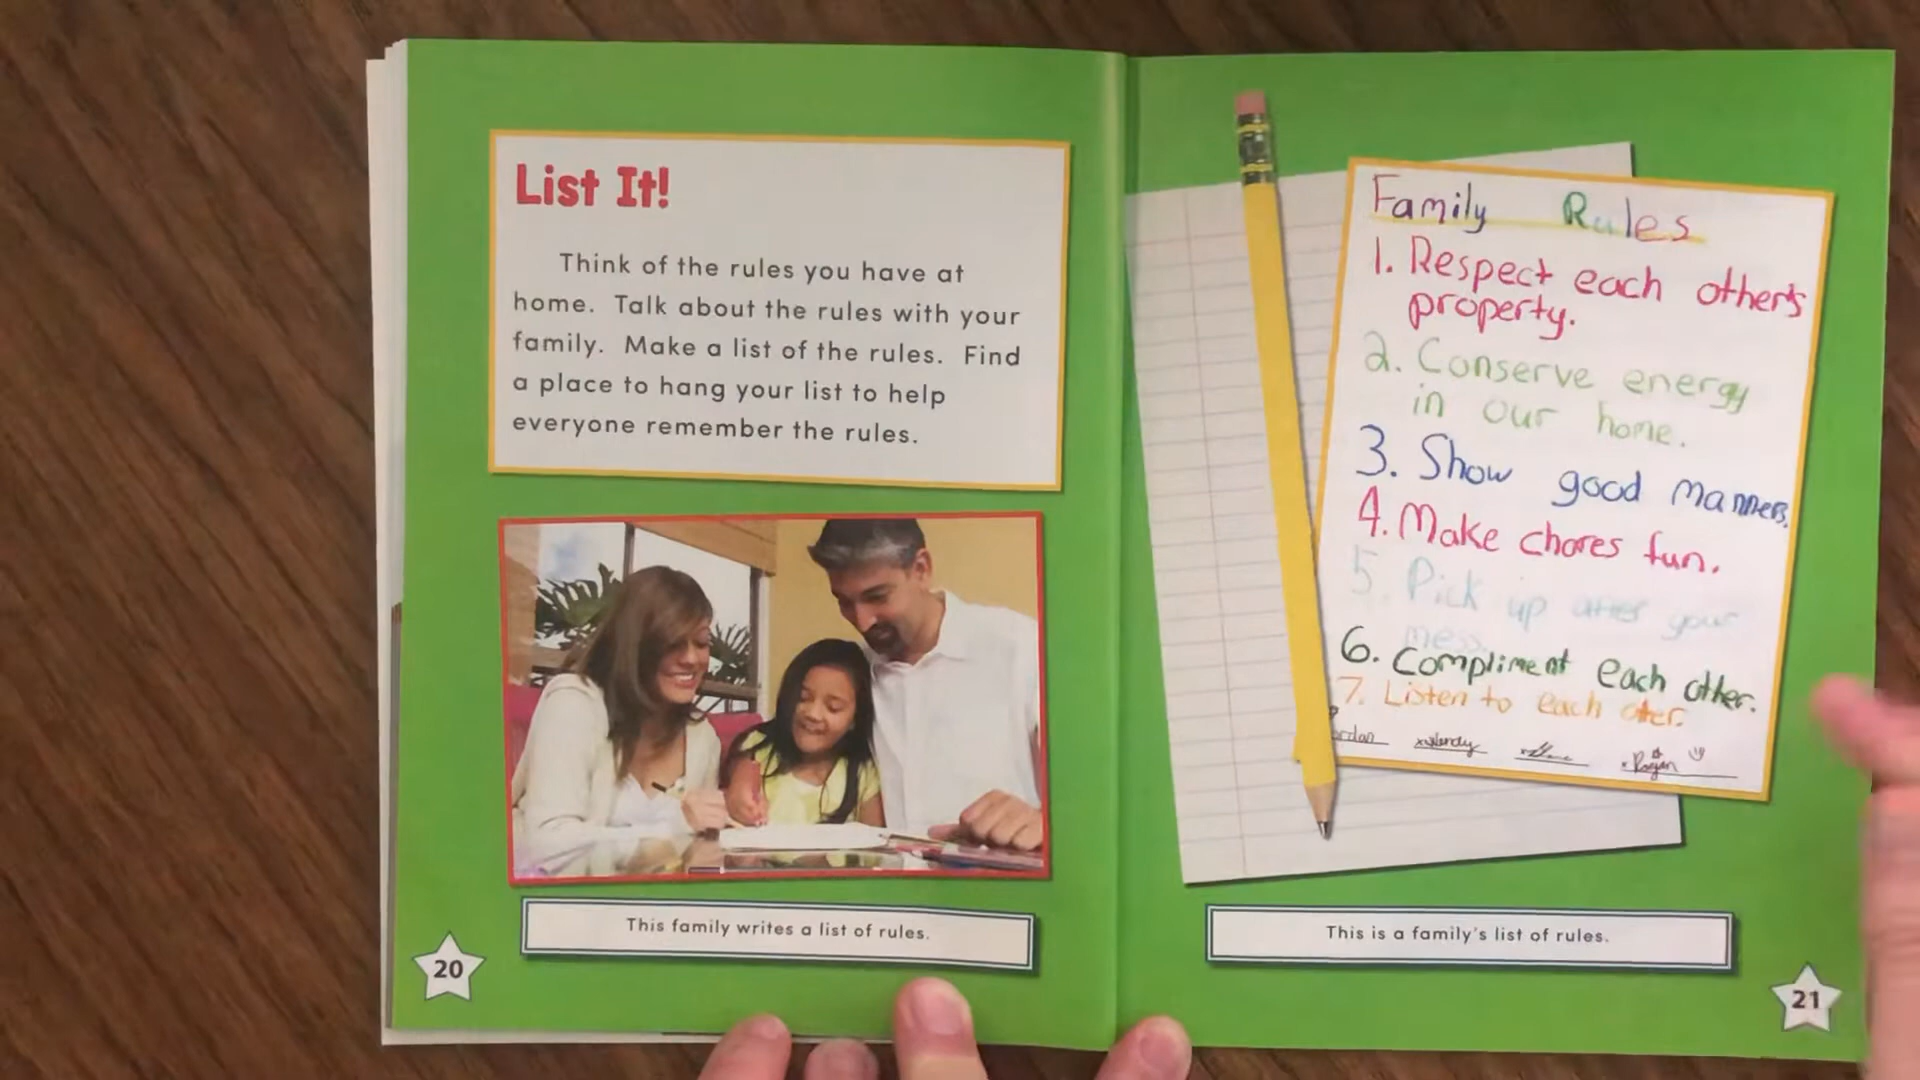 List It!
Think of the rules you have at
home. Talk about the rules with your
family. Make a list of the rules. Find
a place to hang your list to help
everyone remember the rules.
This family writes a list of rules.
20
Family Rules
1. Respect each other's
property.
2. Conserve energy
in our home.
3. Show good manners.
4. Make chores fun.
5. Pick up after your
mess.
6. Compliment each other.
7. Listen to each oter.
This is a family's list of rules.
21